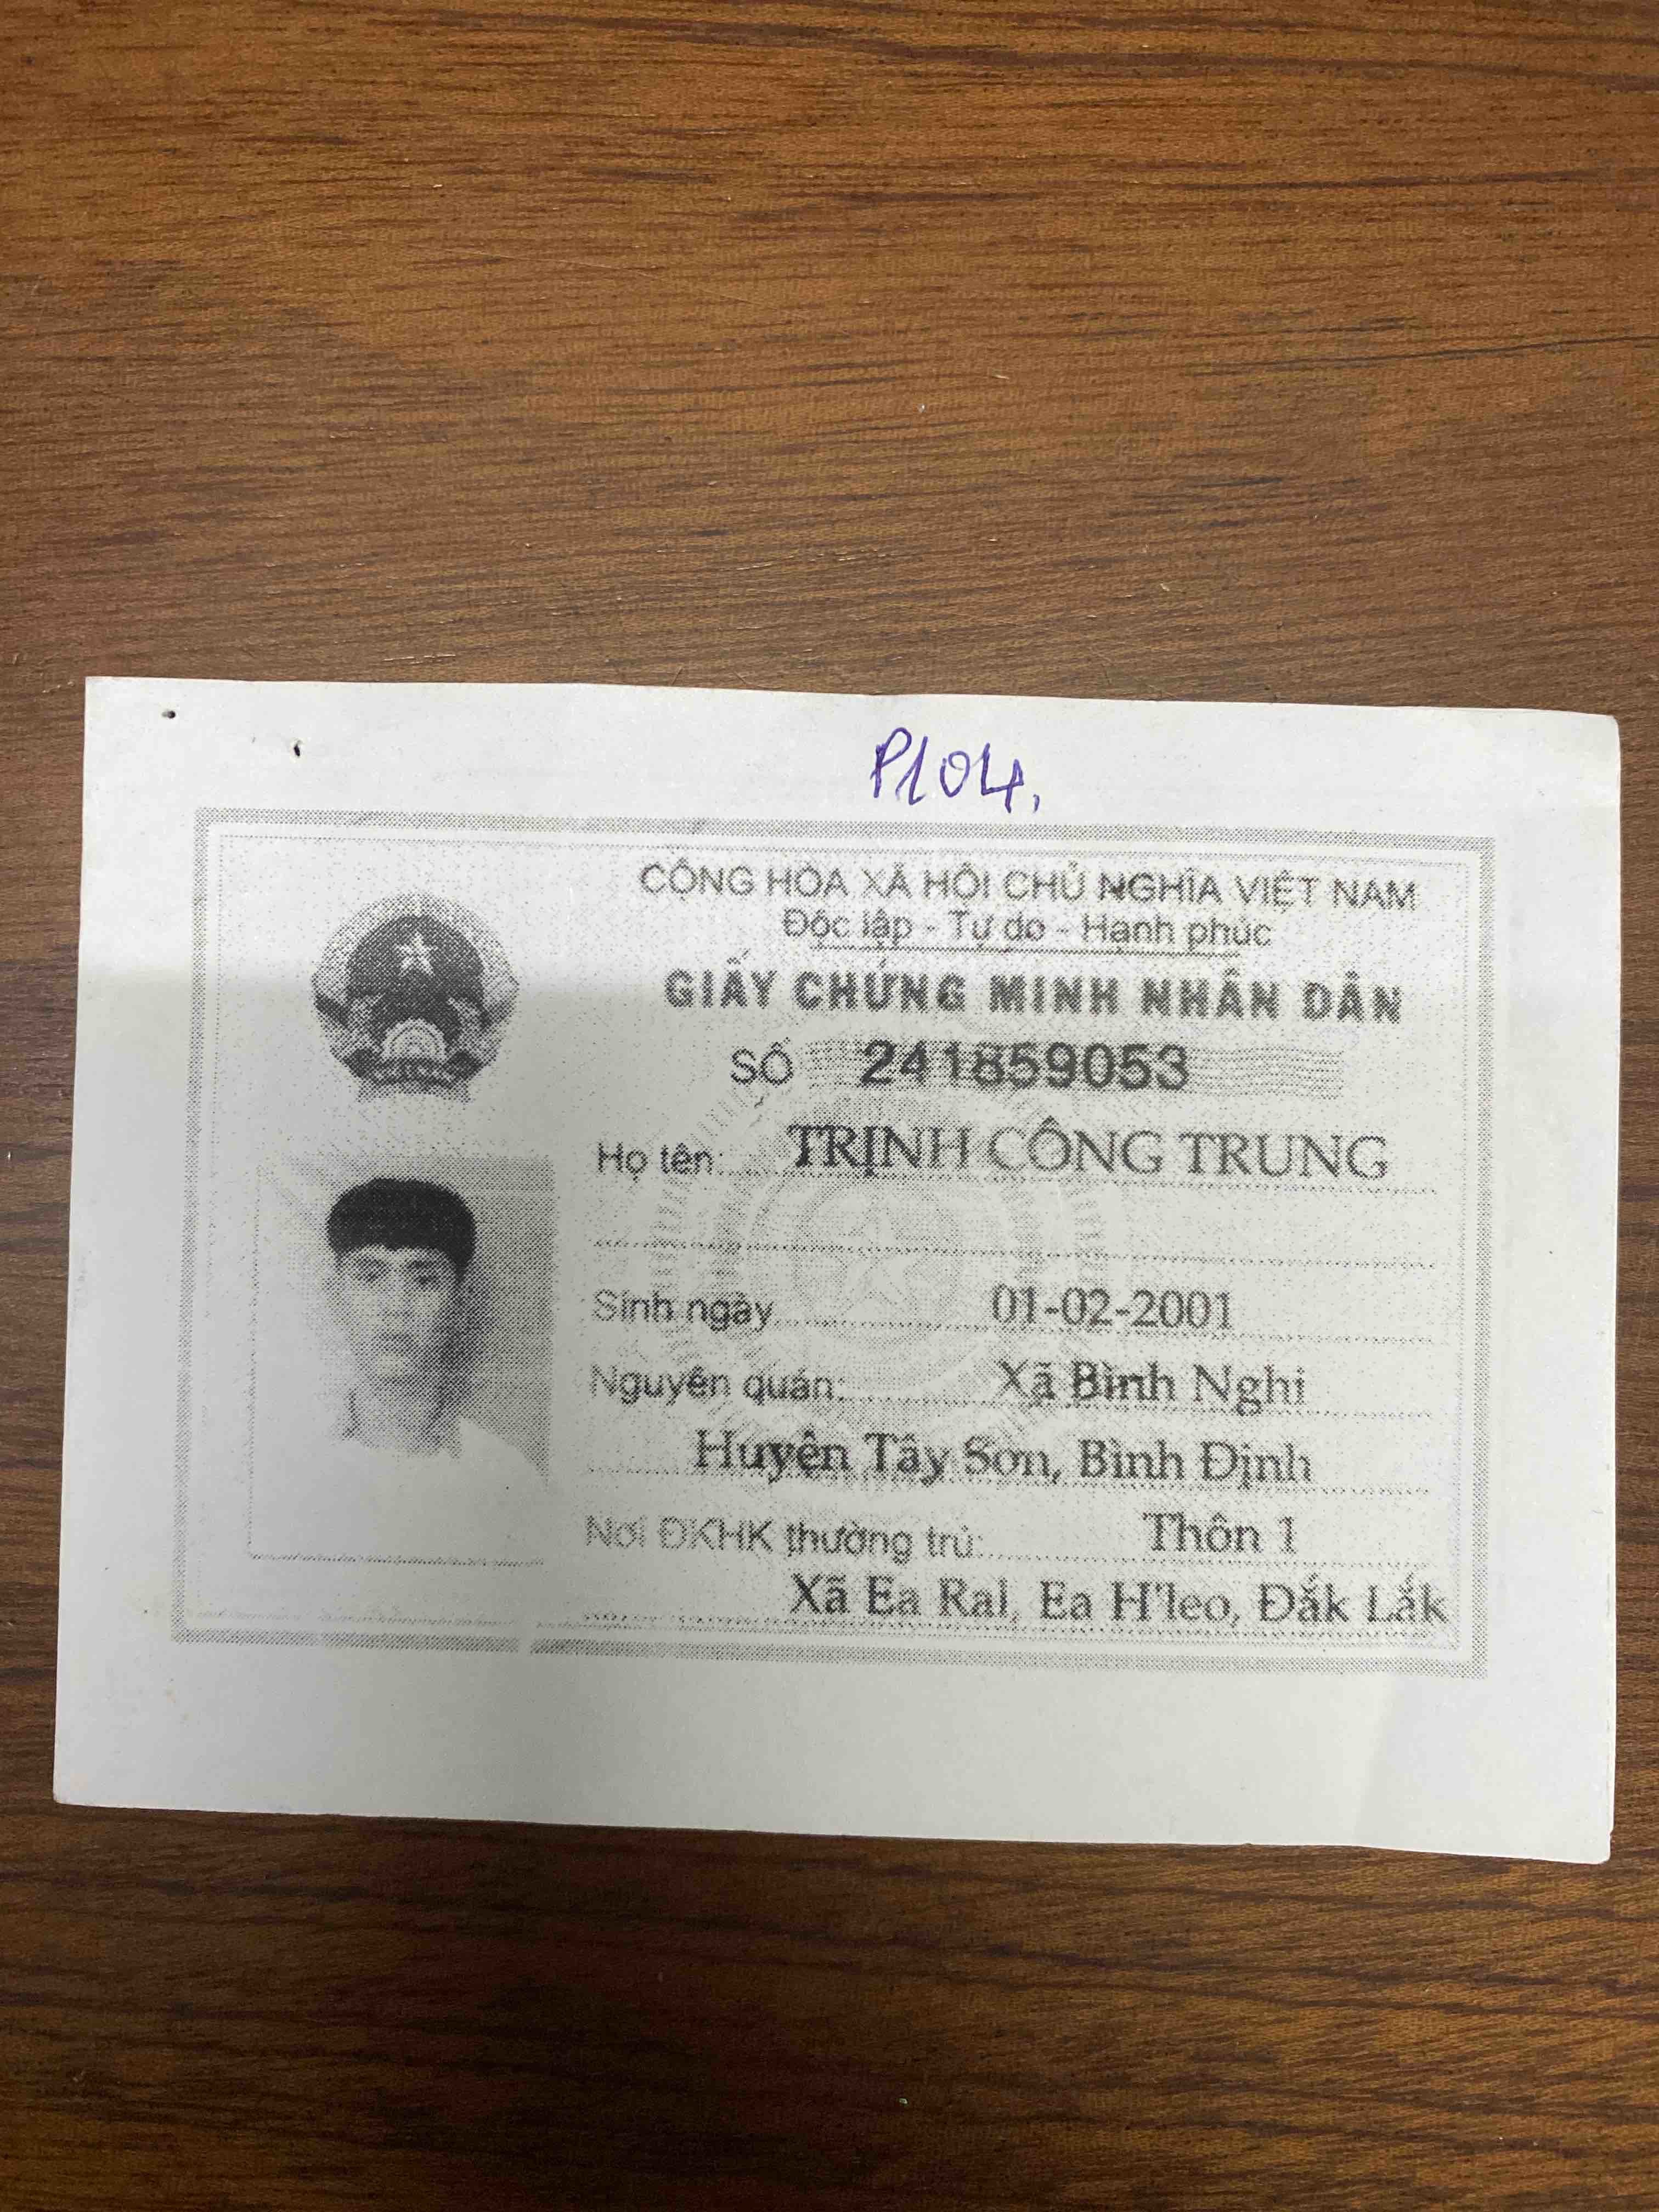 P104.
CỘNG HÒA XÃ HỘI CHỦ NGHĨA VIỆT NAM
Độc lập - Tự do - Hạnh phúc
GIẤY CHỨNG MINH NHÂN DÂN
SỐ 241859053
Họ tên: TRỊNH CÔNG TRUNG
Sinh ngày 01-02-2001
Nguyên quán: Xã Bình Nghi
Huyện Tây Sơn, Bình Định
Nơi ĐKHK thường trú: Thôn 1
Xã Ea Ral, Ea H'leo, Đắk Lắk